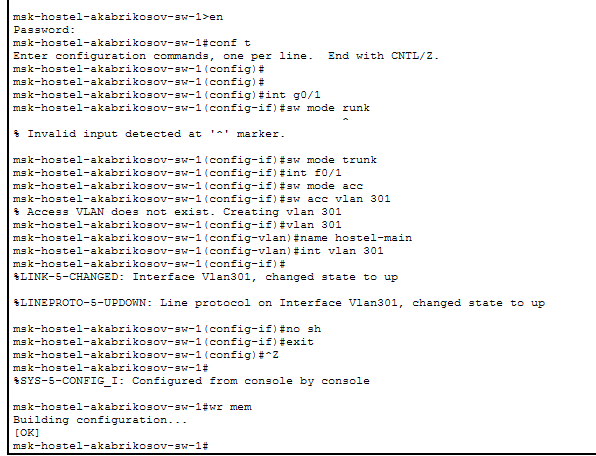 msk-hostel-akabrikosov-sw-1>en
Password:
msk-hostel-akabrikosov-sw-1#conf t
Enter configuration commands, one per line.  End with CNTL/Z.
msk-hostel-akabrikosov-sw-1(config)#
msk-hostel-akabrikosov-sw-1(config)#
msk-hostel-akabrikosov-sw-1(config)#int g0/1
msk-hostel-akabrikosov-sw-1(config-if)#sw mode runk
                                               ^
% Invalid input detected at '^' marker.

msk-hostel-akabrikosov-sw-1(config-if)#sw mode trunk
msk-hostel-akabrikosov-sw-1(config-if)#int f0/1
msk-hostel-akabrikosov-sw-1(config-if)#sw mode acc
msk-hostel-akabrikosov-sw-1(config-if)#sw acc vlan 301
% Access VLAN does not exist. Creating vlan 301
msk-hostel-akabrikosov-sw-1(config-if)#vlan 301
msk-hostel-akabrikosov-sw-1(config-vlan)#name hostel-main
msk-hostel-akabrikosov-sw-1(config-vlan)#int vlan 301
msk-hostel-akabrikosov-sw-1(config-if)#
%LINK-5-CHANGED: Interface Vlan301, changed state to up

%LINEPROTO-5-UPDOWN: Line protocol on Interface Vlan301, changed state to up

msk-hostel-akabrikosov-sw-1(config-if)#no sh
msk-hostel-akabrikosov-sw-1(config-if)#exit
msk-hostel-akabrikosov-sw-1(config)#^Z
msk-hostel-akabrikosov-sw-1#
%SYS-5-CONFIG_I: Configured from console by console

msk-hostel-akabrikosov-sw-1#wr mem
Building configuration...
[OK]
msk-hostel-akabrikosov-sw-1#